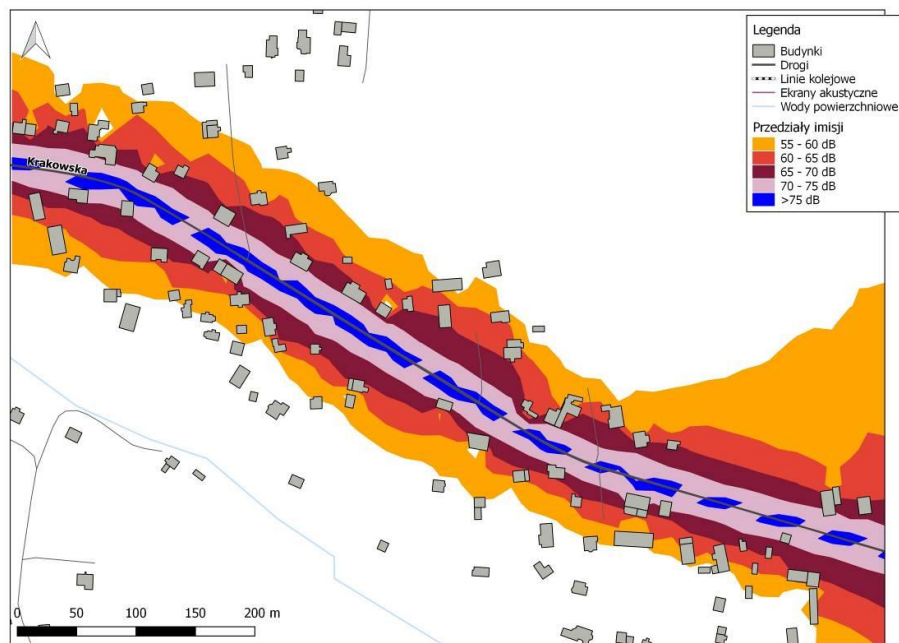 Legenda
Budynki
Drogi
Linie kolejowe
Ekrany akustyczne
Wody powierzchniowe
Przedziały imisji
55 - 60 dB
60 - 65 dB
65 - 70 dB
70 - 75 dB
>75 dB
Krakowska
0 50 100 150 200 m